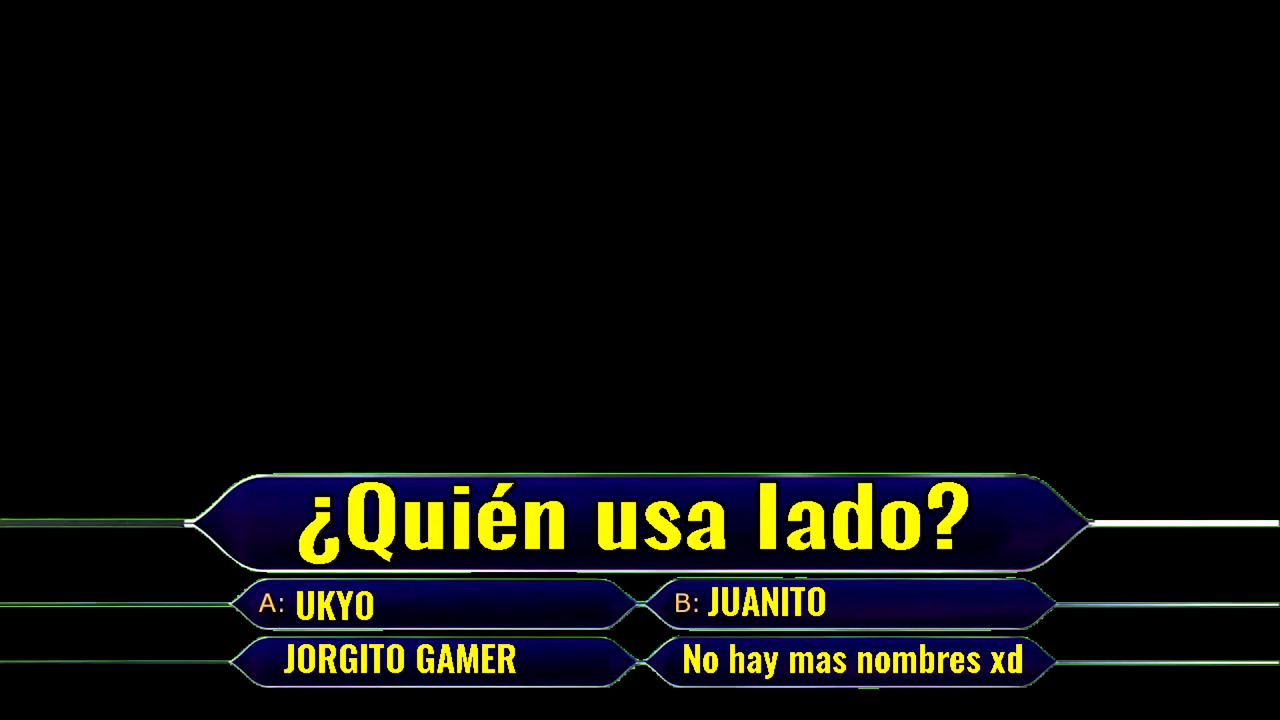 ¿Quién usa lado?
A: UKYO
B: JUANITO
JORGITO GAMER
No hay mas nombres xd